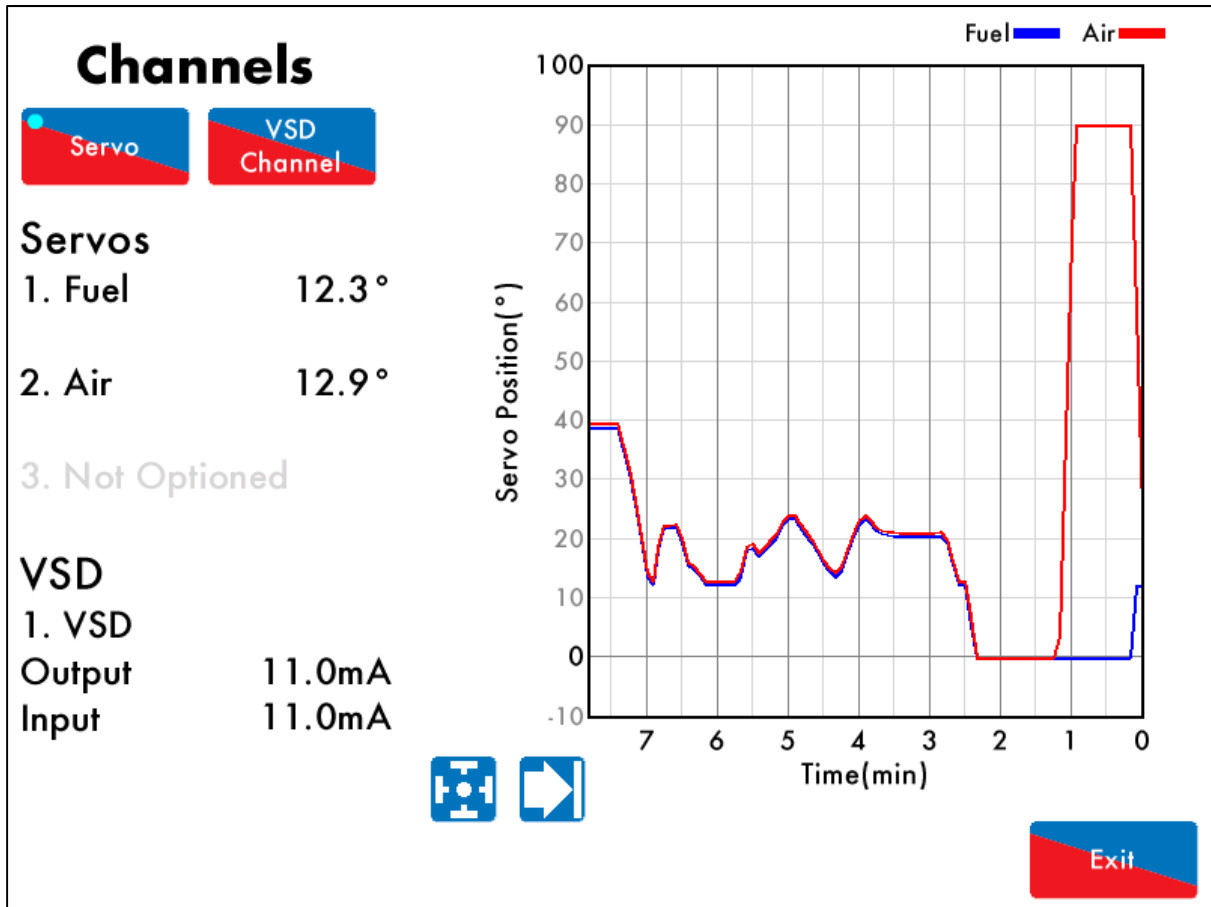 Channels
Servo
VSD
Channel
Servos
1. Fuel 12.3°
2. Air 12.9°
3. Not Optioned
VSD
1. VSD
Output 11.0mA
Input 11.0mA
Fuel Air
100
90
80
70
60
50
40
30
20
10
0
-10
Servo Position(°)
7 6 5 4 3 2 1 0
Time(min)
Exit